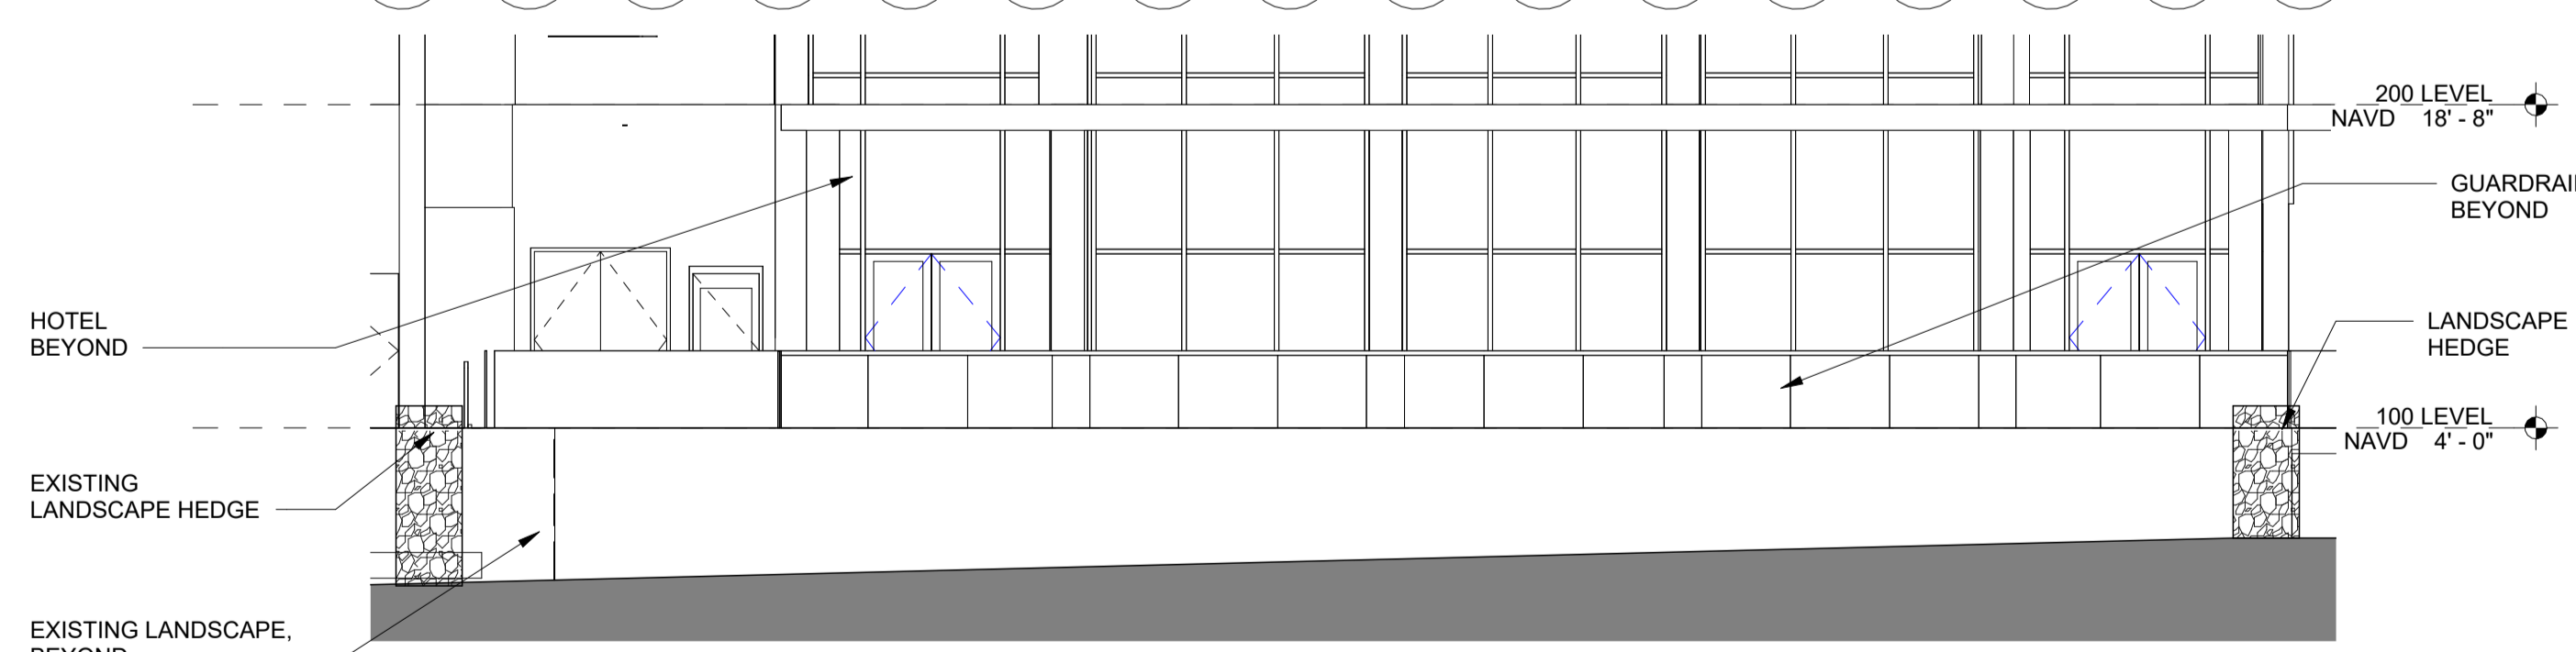 200 LEVEL
NAVD 18' - 8"
BEYOND
HOTEL
BEYOND
LANDSCAPE
HEDGE
100 LEVEL
NAVD 4' - 0"
EXISTING
LANDSCAPE HEDGE
EXISTING LANDSCAPE,
BEYOND